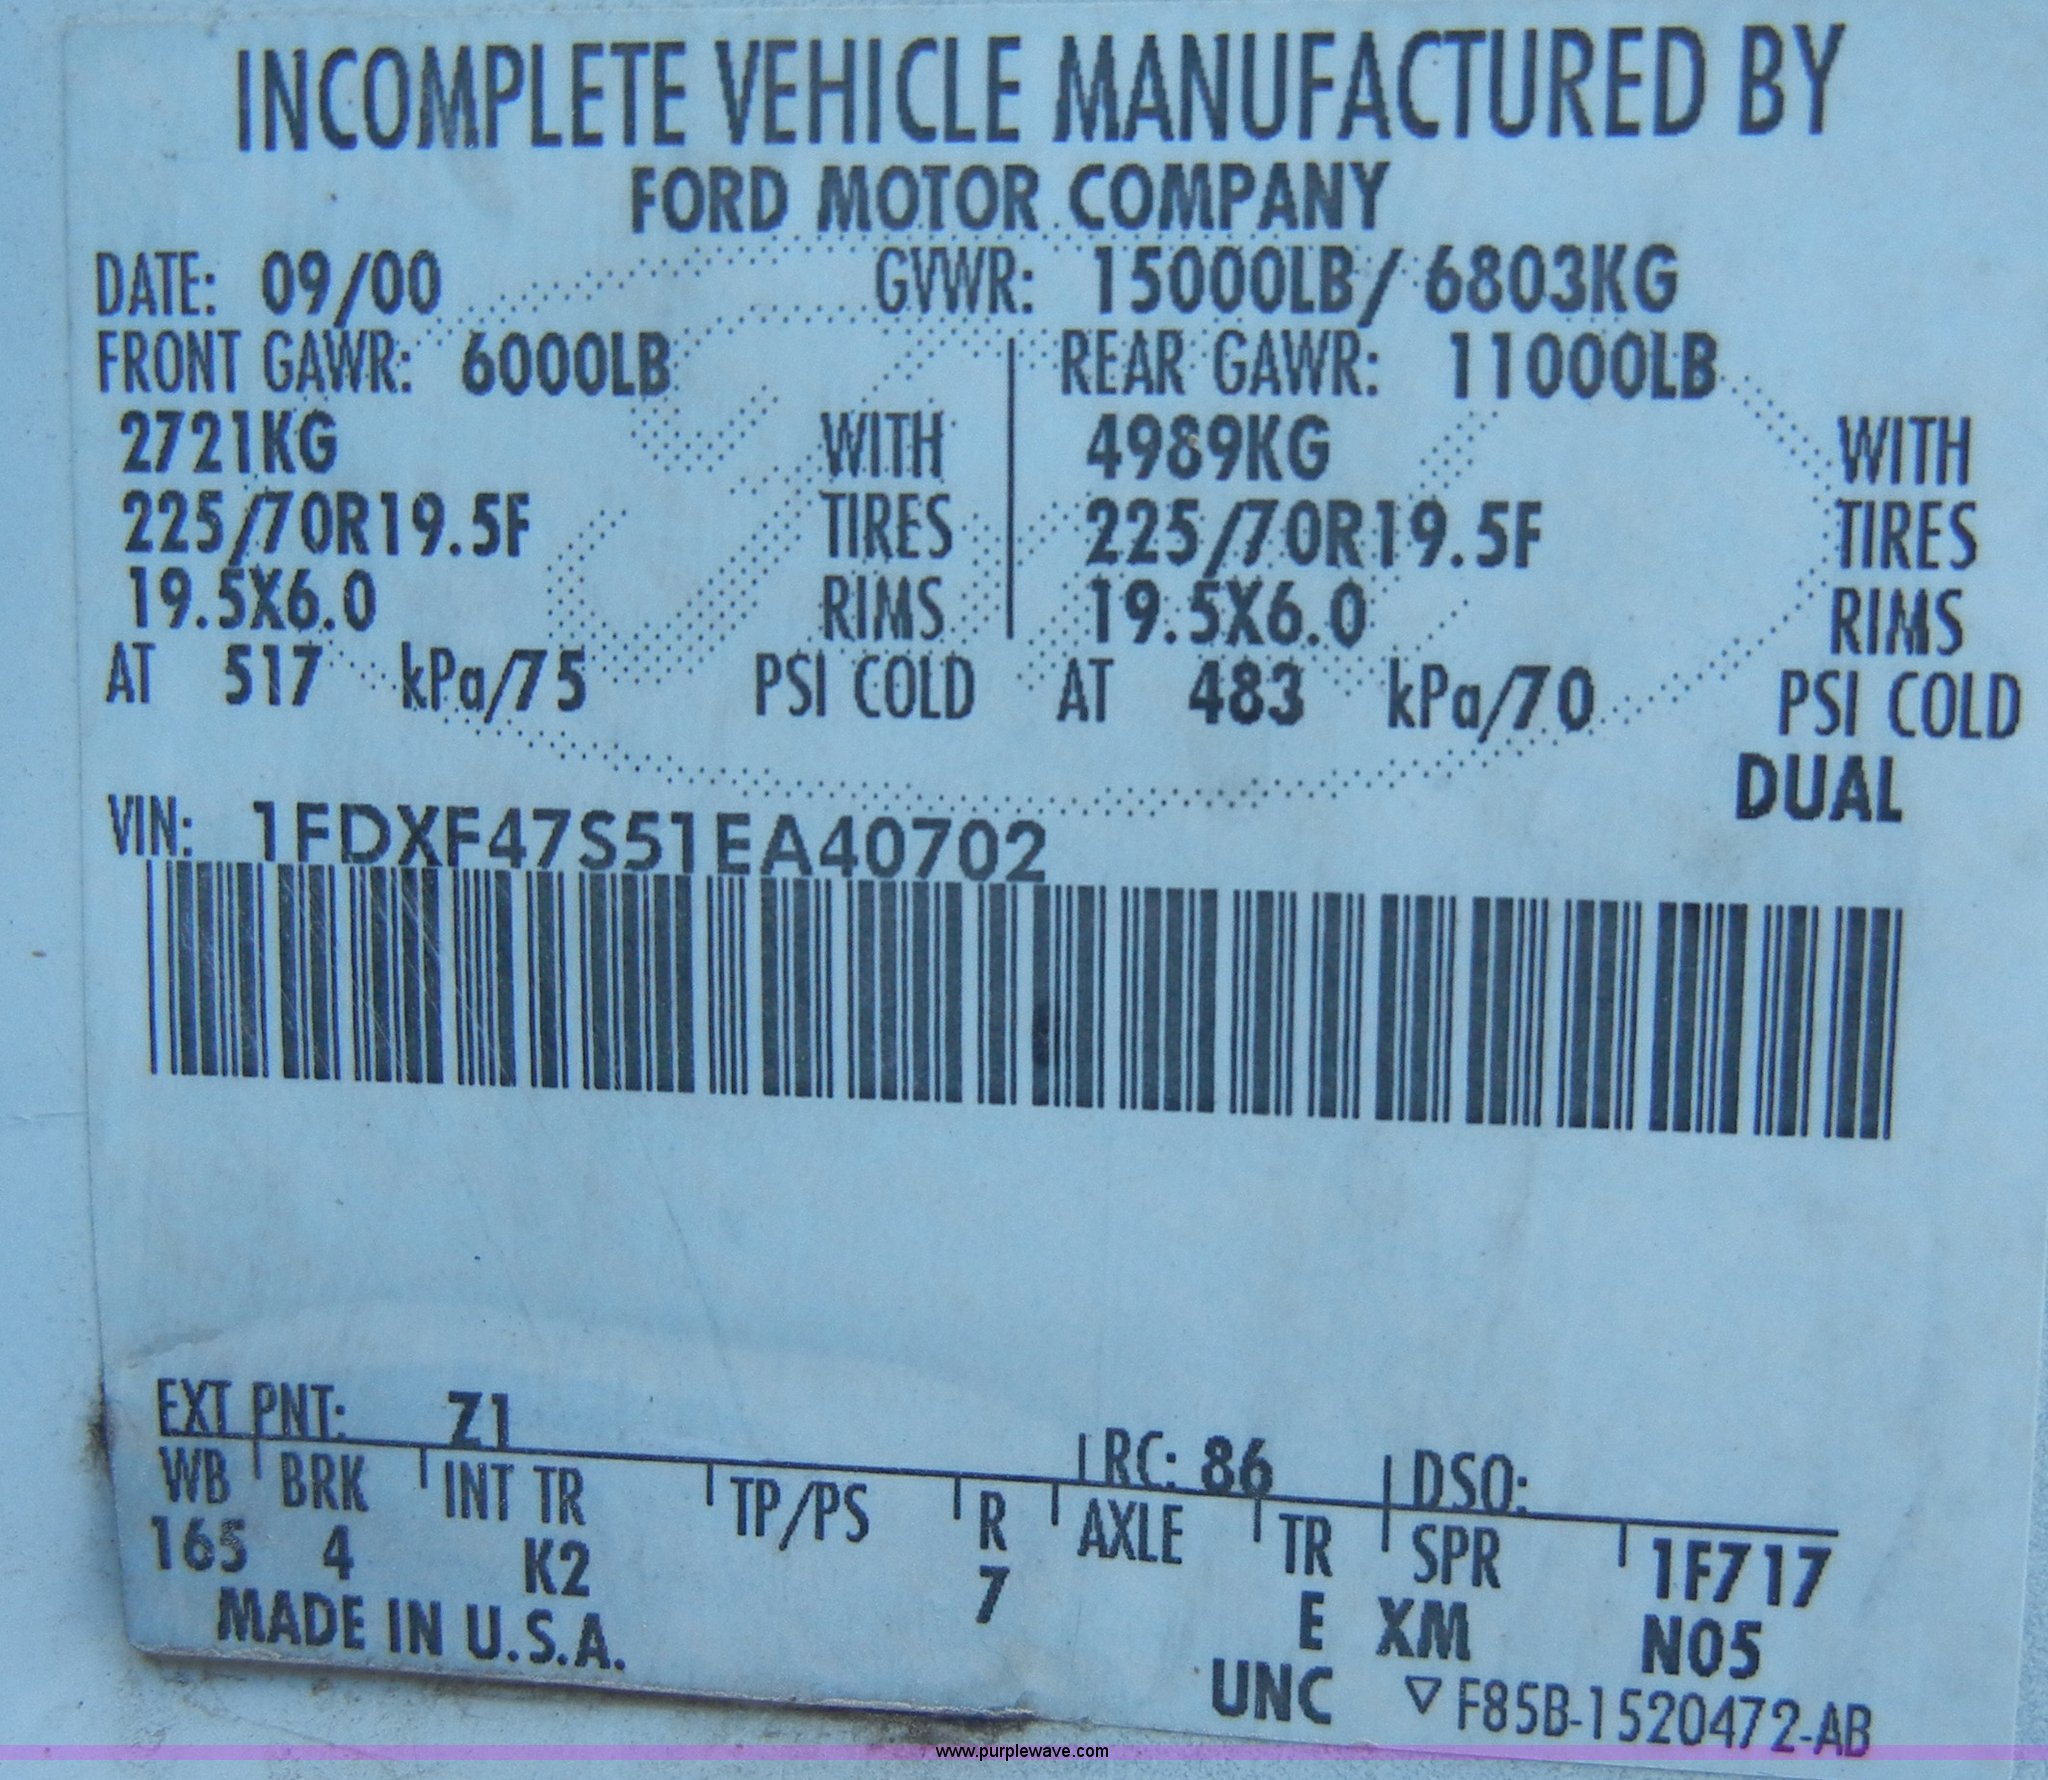 INCOMPLETE VEHICLE MANUFACTURED BY
FORD MOTOR COMPANY
DATE: 09/00 GVWR: 15000LB/ 6803KG
FRONT GAWR: 6000LB REAR GAWR: 11000LB
2721KG WITH 4989KG WITH
225/70R19.5F TIRES 225/70R19.5F TIRES
19.5X6.0 RIMS 19.5X6.0 RIMS
AT 517 kPa/75 PSI COLD AT 483 kPa/70 PSI COLD
DUAL
VIN: 1FDXF47S51EA40702
EXT PNT: Z1 RC: 86 DSO:
WB BRK INT TR TP/PS R AXLE TR SPR 1F717
165 4 K2 7 E XM N05
MADE IN U.S.A.
UNC ▽F85B-1520472-AB
www.purplewave.com